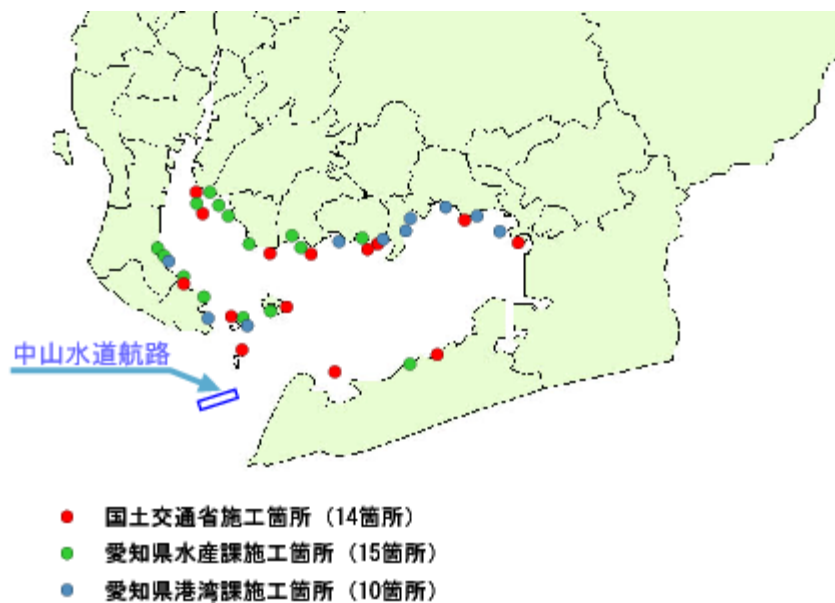 中山水道航路
国土交通省施工箇所（14箇所）
愛知県水産課施工箇所（15箇所）
愛知県港湾課施工箇所（10箇所）